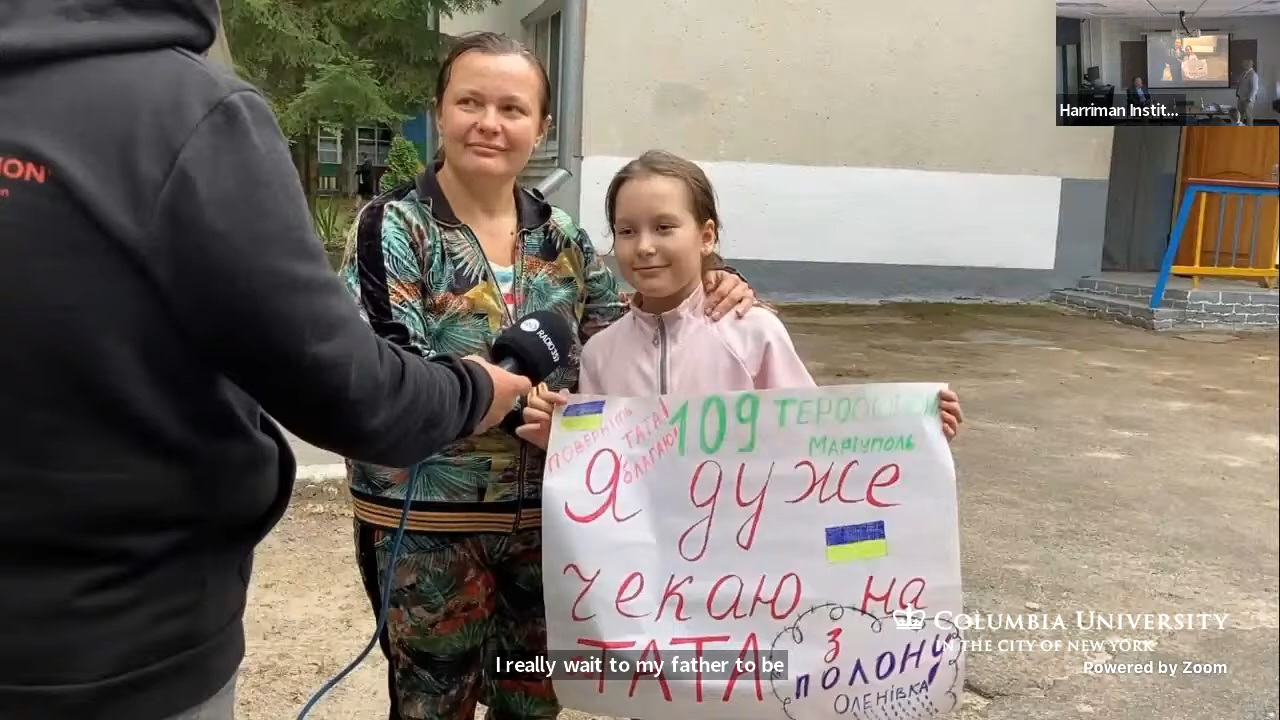 Harriman Instit...
ION
RADIO357
ПОВЕРНІТЬ
ТАТА!
БЛАГАЮ!
109 ТЕРООБОРОНА
МАРІУПОЛЬ
Я дуже
чекаю на
ТАТА
З
ПОЛОНУ
ОЛЕНІВКА
I really wait to my father to be
COLUMBIA UNIVERSITY
IN THE CITY OF NEW YORK
Powered by Zoom